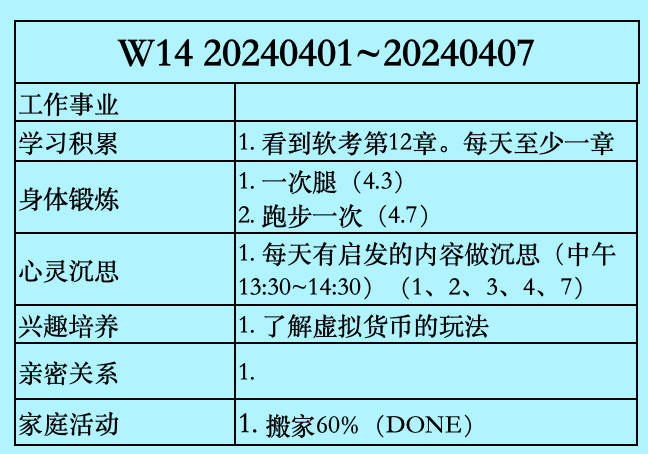 W14 20240401~20240407
工作事业
学习积累
1. 看到软考第12章。每天至少一章
身体锻炼
1. 一次腿（4.3）
2. 跑步一次（4.7）
心灵沉思
1. 每天有启发的内容做沉思（中午
13:30~14:30）（1、2、3、4、7）
兴趣培养
1. 了解虚拟货币的玩法
亲密关系
1.
家庭活动
1. 搬家60%（DONE）